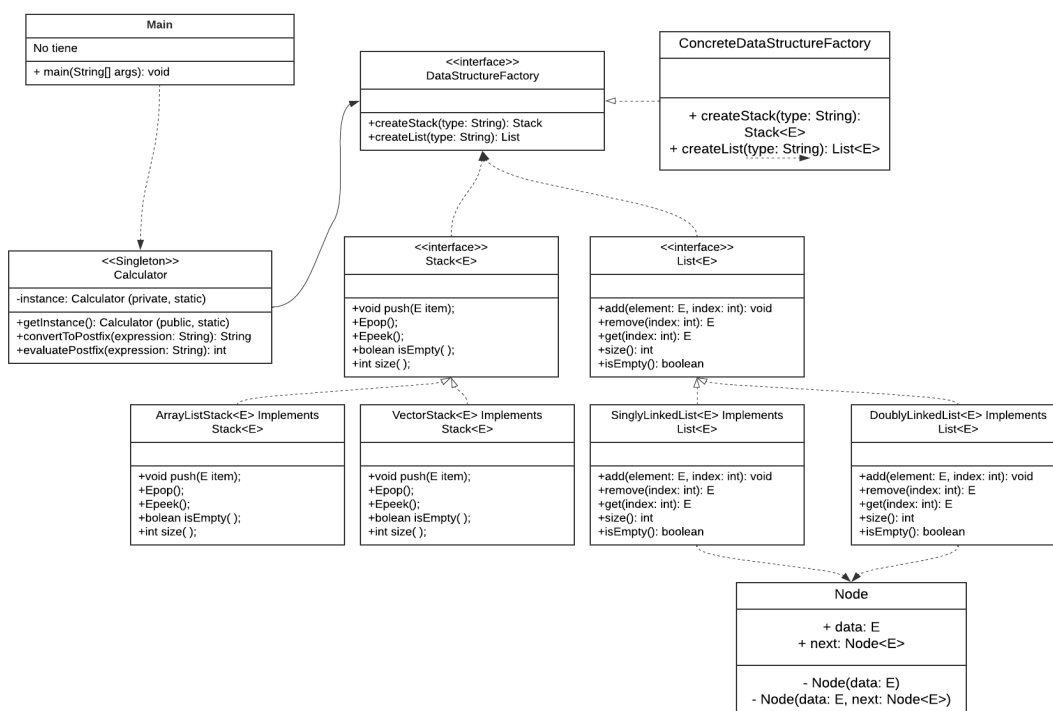 Main
No tiene
+ main(String[] args): void
<<interface>>
DataStructureFactory
+createStack(type: String): Stack
+createList(type: String): List
ConcreteDataStructureFactory
+ createStack(type: String):
Stack<E>
+ createList(type: String): List<E>
<<Singleton>>
Calculator
-instance: Calculator (private, static)
+getInstance(): Calculator (public, static)
+convertToPostfix(expression: String): String
+evaluatePostfix(expression: String): int
<<interface>>
Stack<E>
+void push(E item);
+Epop();
+Epeek();
+bolean isEmpty( );
+int size( );
<<interface>>
List<E>
+add(element: E, index: int): void
+remove(index: int): E
+get(index: int): E
+size(): int
+isEmpty(): boolean
ArrayListStack<E> Implements
Stack<E>
+void push(E item);
+Epop();
+Epeek();
+bolean isEmpty( );
+int size( );
VectorStack<E> Implements
Stack<E>
+void push(E item);
+Epop();
+Epeek();
+bolean isEmpty( );
+int size( );
SinglyLinkedList<E> Implements
List<E>
+add(element: E, index: int): void
+remove(index: int): E
+get(index: int): E
+size(): int
+isEmpty(): boolean
DoublyLinkedList<E> Implements
List<E>
+add(element: E, index: int): void
+remove(index: int): E
+get(index: int): E
+size(): int
+isEmpty(): boolean
Node
+ data: E
+ next: Node<E>
- Node(data: E)
- Node(data: E, next: Node<E>)